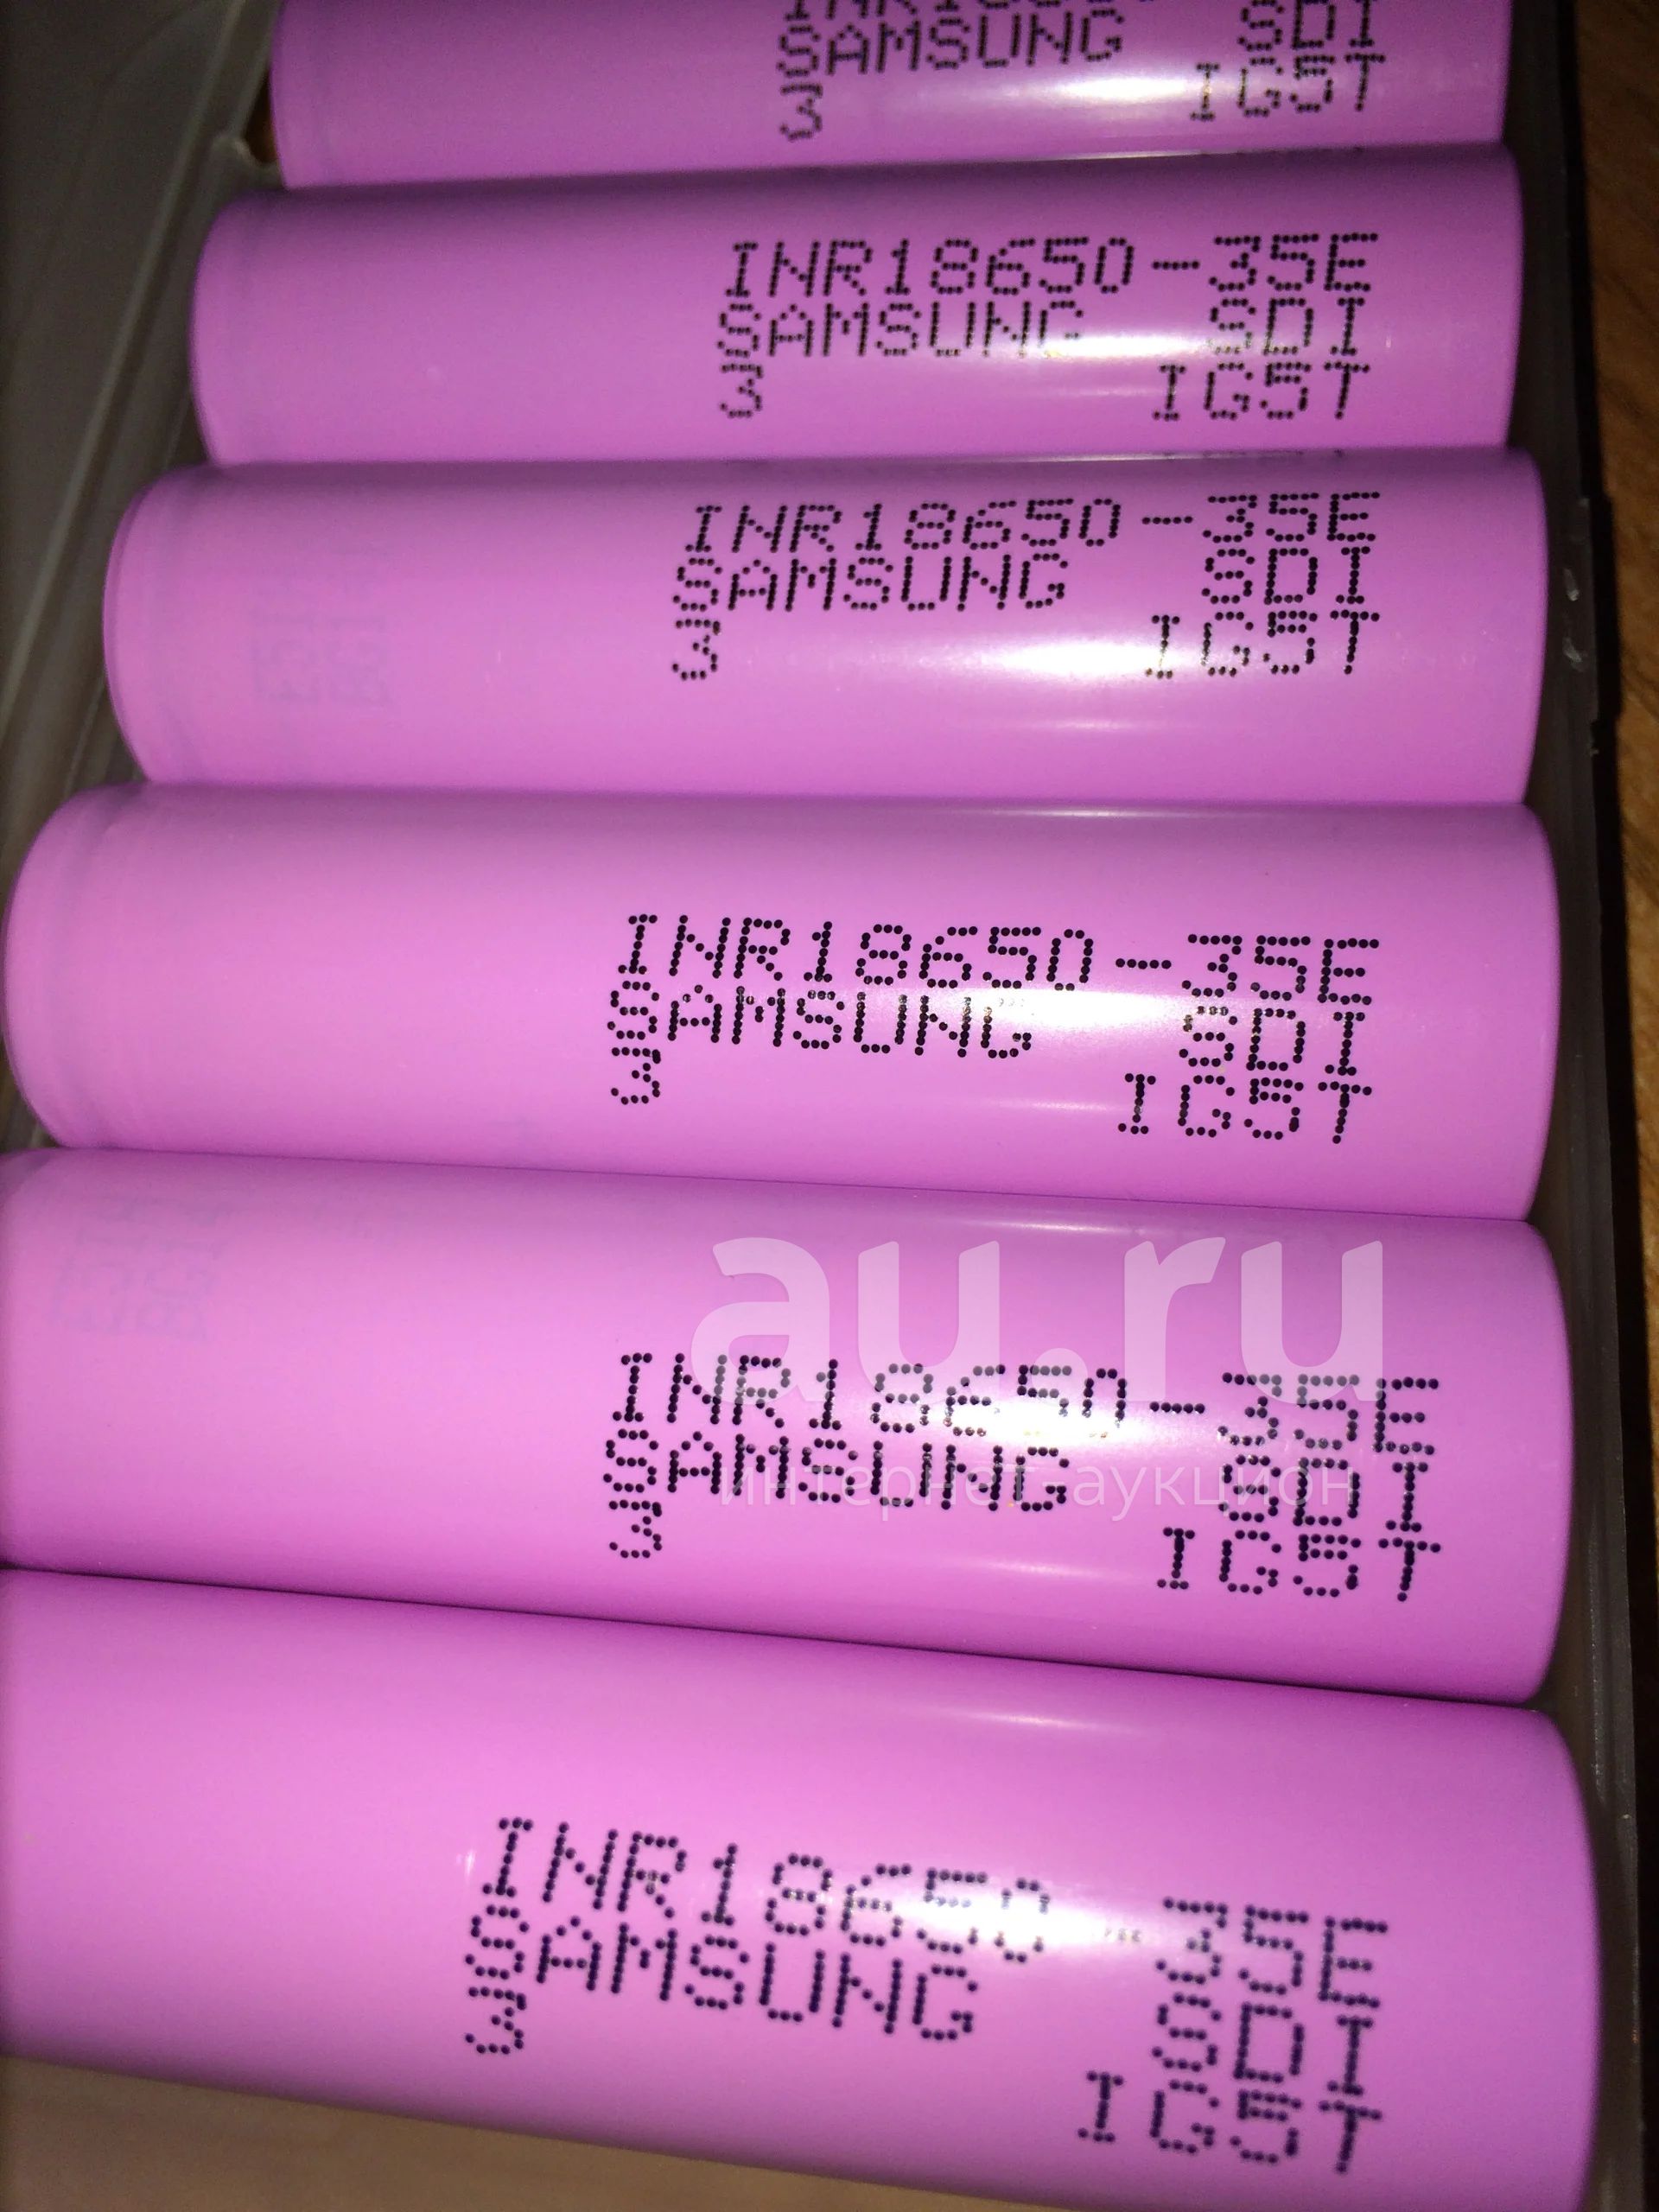 SAMSUNG SDI
3 IG5T
INR18650-35E
SAMSUNG SDI
3 IG5T
INR18650-35E
SAMSUNG SDI
3 IG5T
INR18650-35E
SAMSUNG SDI
3 IG5T
au.ru
INR18650-35E
интернет-аукцион
SAMSUNG SDI
3 IG5T
INR18650-35E
SAMSUNG SDI
3 IG5T